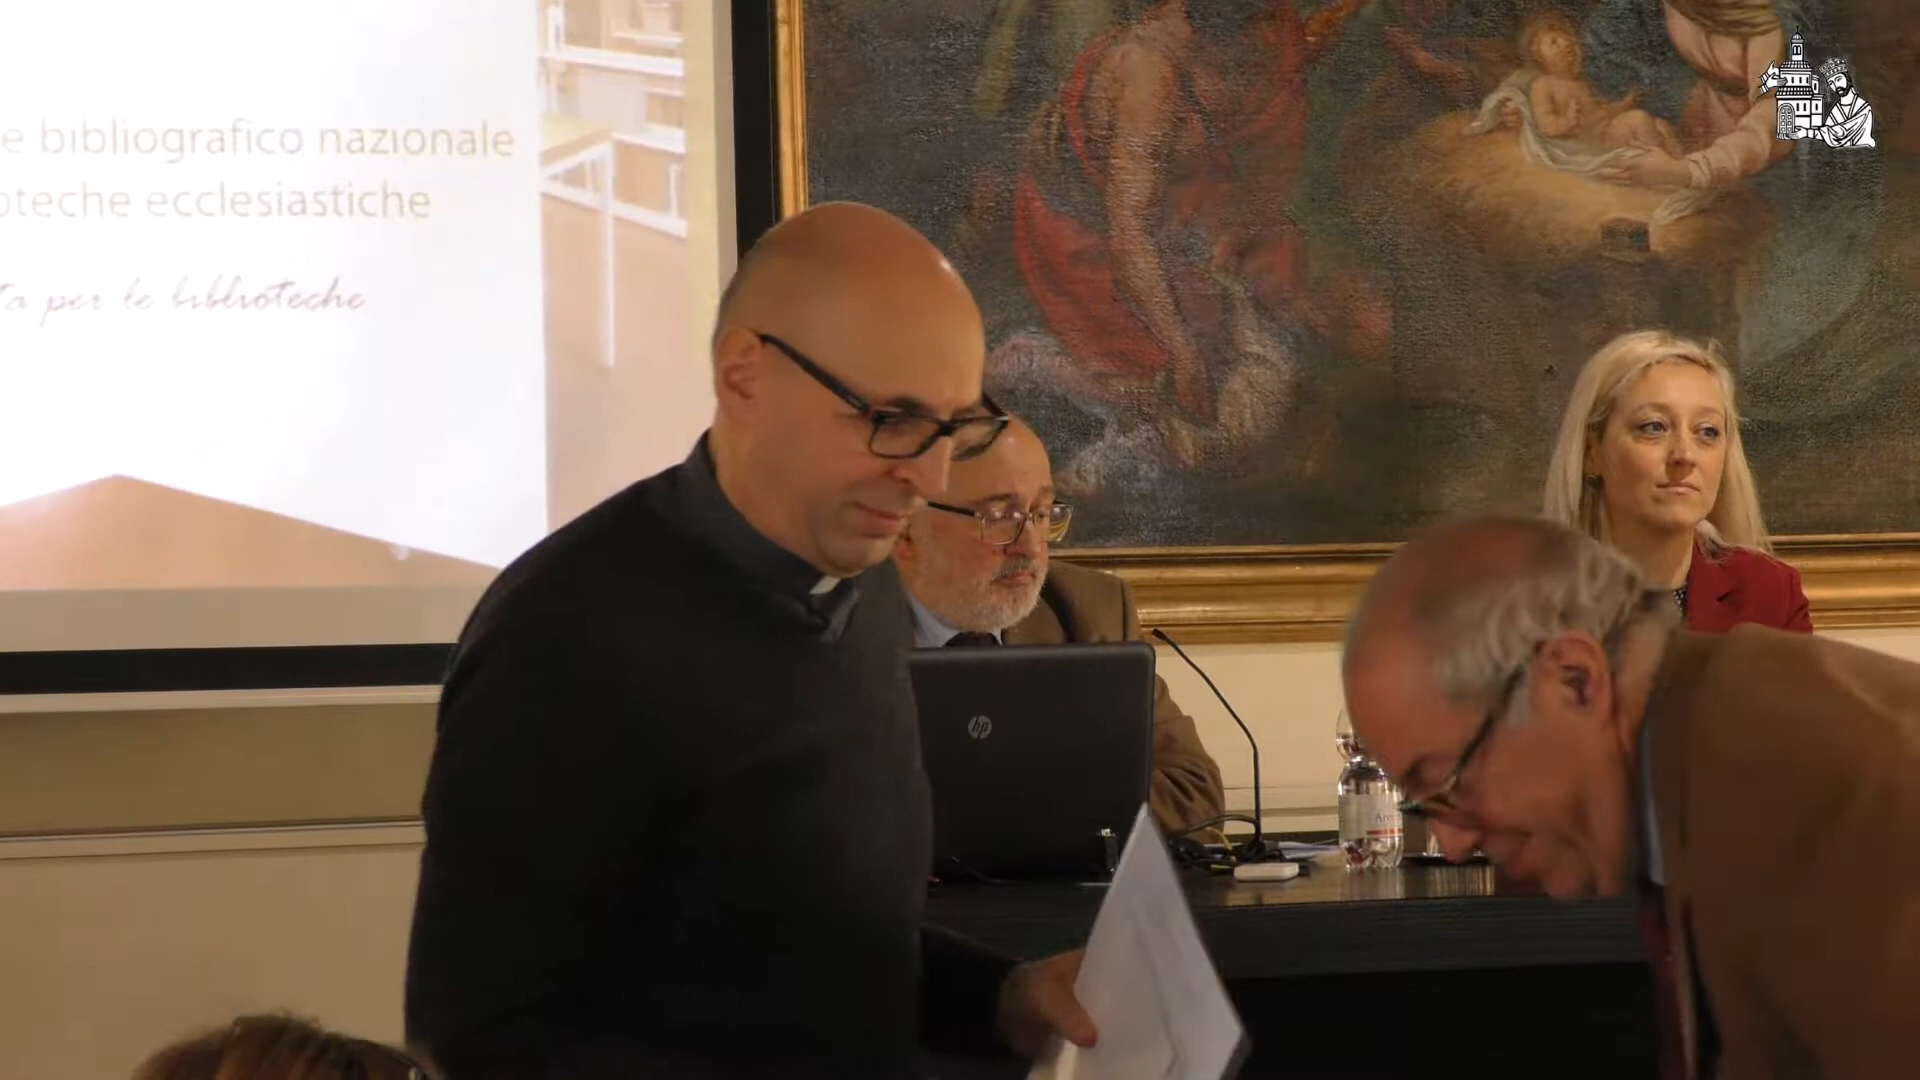 e bibliografico nazionale
oteche ecclesiastiche
ta per le biblioteche
hp